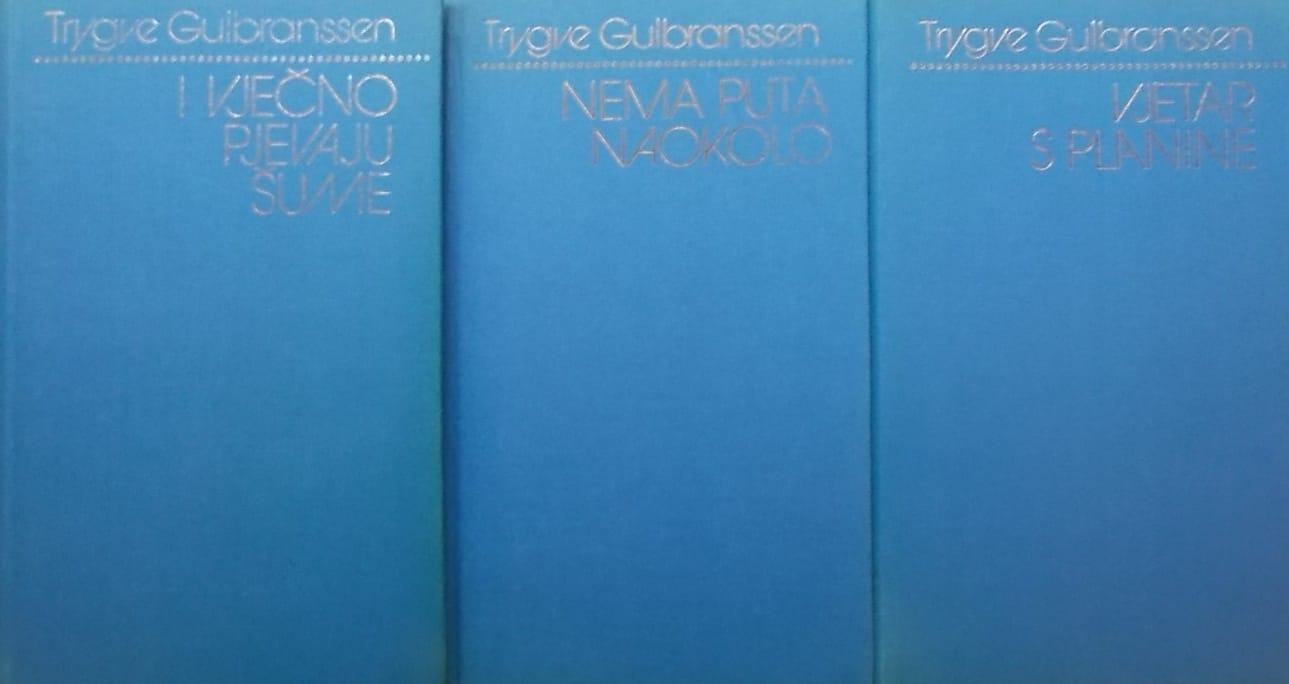 Trygve Gulbranssen
I VJEČNO
PJEVAJU
ŠUME
Trygve Gulbranssen
NEMA PUTA
NAOKOLO
Trygve Gulbranssen
VJETAR
S PLANINE